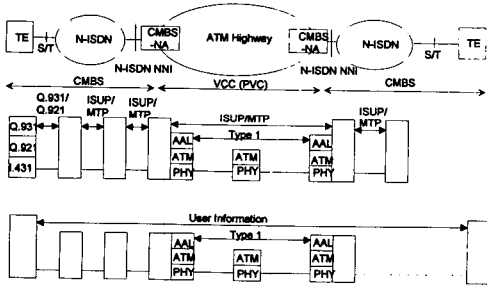 TE
S/T
N-ISDN
CMBS
-NA
ATM Highway
CMBS
-NA
N-ISDN
S/T
TE
N-ISDN NNI
N-ISDN NNI
CMBS
VCC (PVC)
CMBS
Q.931/
Q.921
ISUP/
MTP
ISUP/
MTP
ISUP/MTP
ISUP/
MTP
Type 1
Q.931
Q.921
I.431
AAL
ATM
PHY
ATM
PHY
AAL
ATM
PHY
User Information
Type 1
AAL
ATM
PHY
ATM
PHY
AAL
ATM
PHY